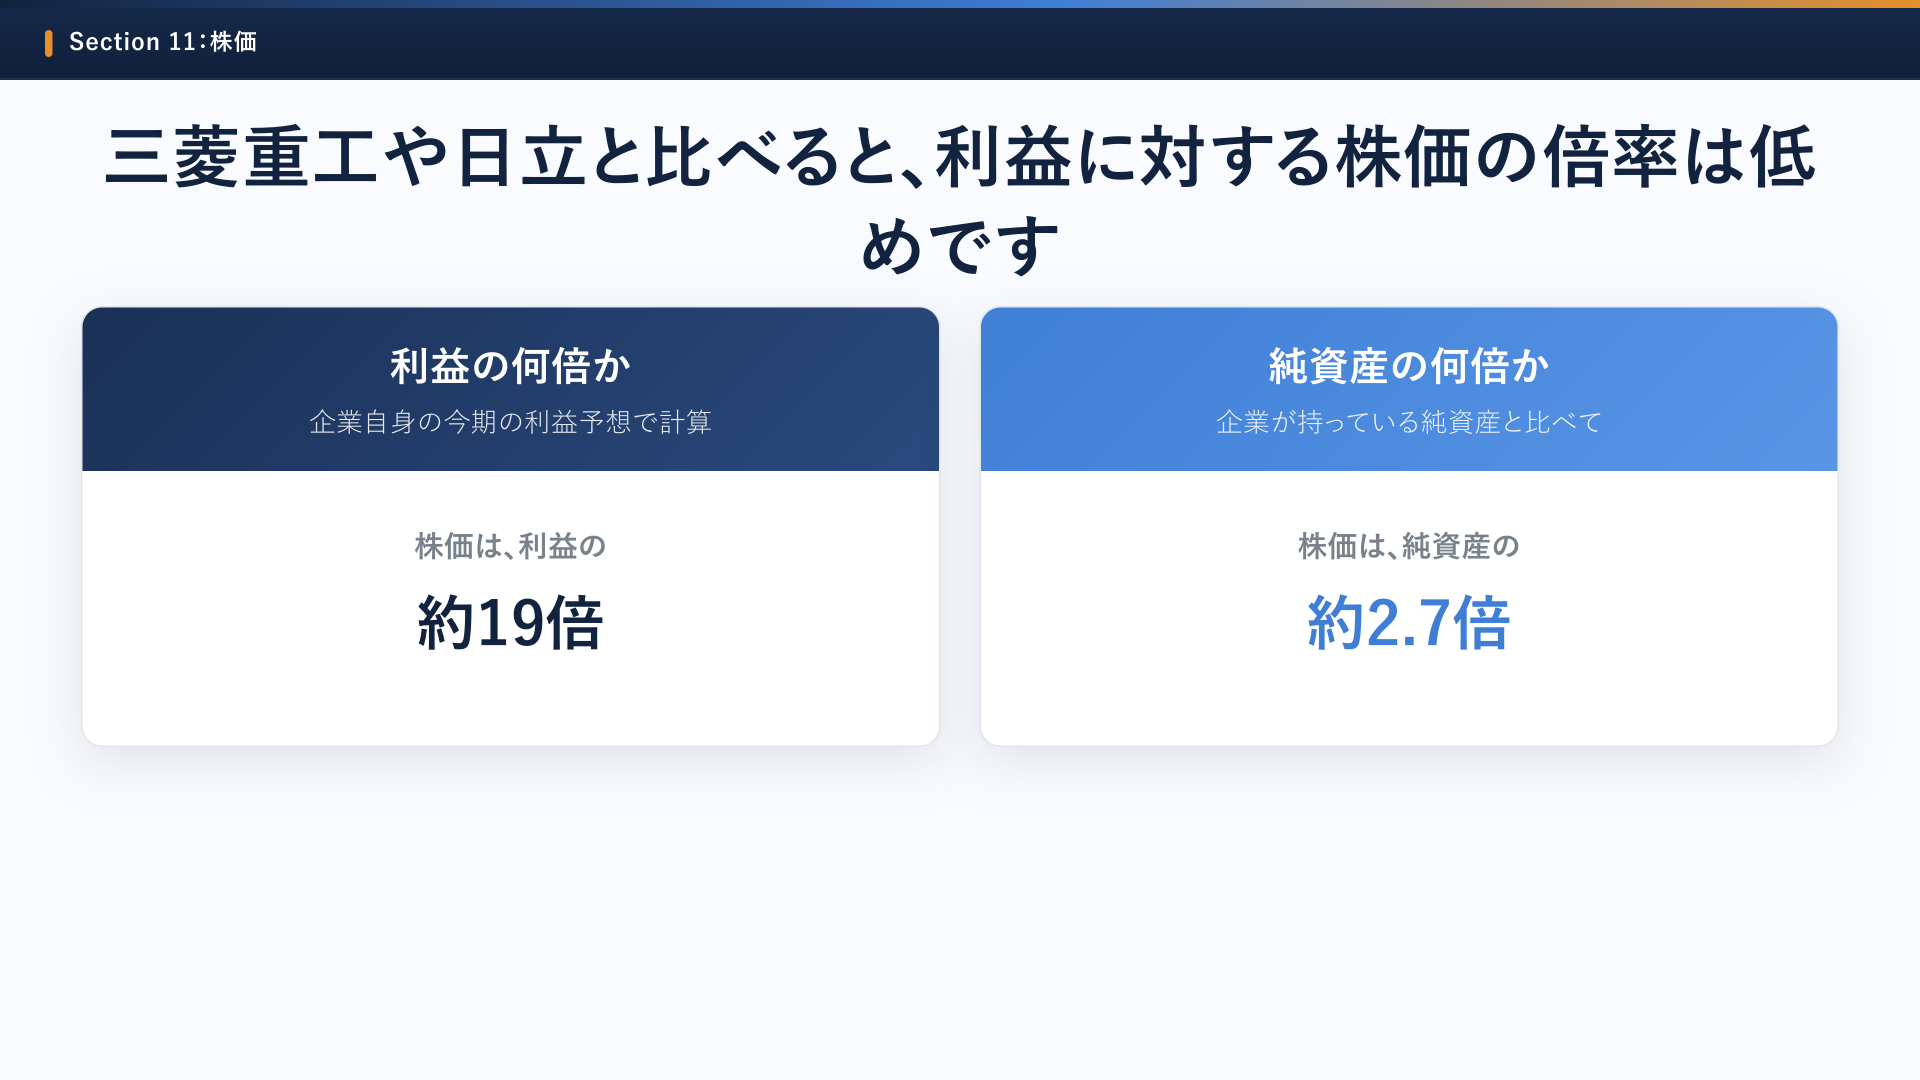 Section 11：株価
三菱重工や日立と比べると、利益に対する株価の倍率は低
めです
利益の何倍か
企業自身の今期の利益予想で計算
株価は、利益の
約19倍
純資産の何倍か
企業が持っている純資産と比べて
株価は、純資産の
約2.7倍